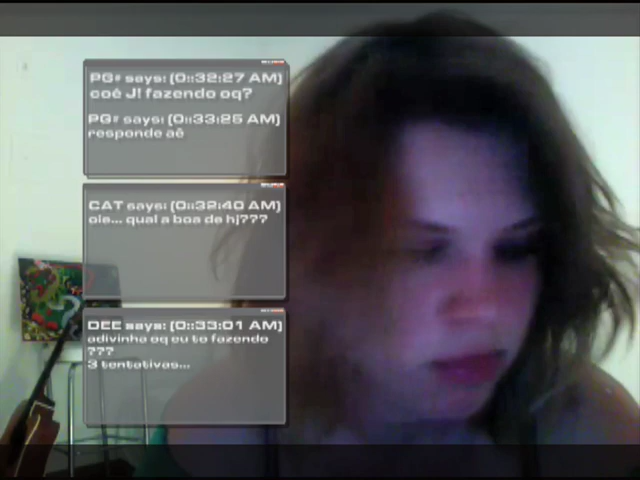 PG# says: (0::32:27 AM)
coé J! fazendo oq?
PG# says: (0::33:25 AM)
responde aê
CAT says: (0::32:40 AM)
ole... qual a boa de hj???
DEE says: (0::33:01 AM)
adivinha oq eu to fazendo
???
3 tentativas...